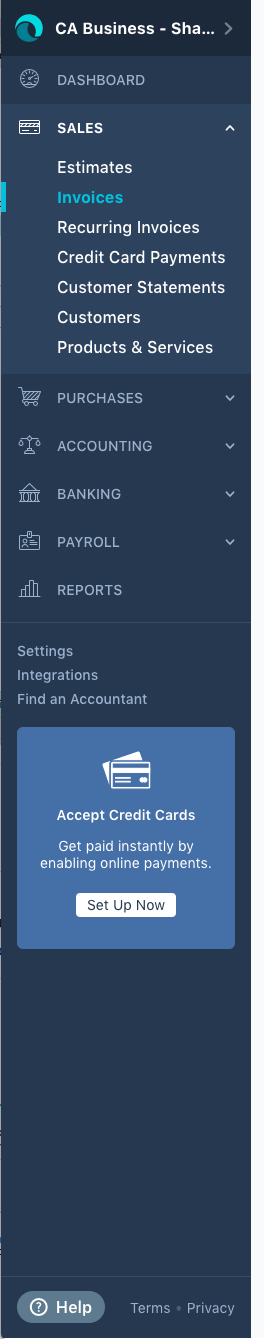 CA Business - Sha...
DASHBOARD
SALES
Estimates
Invoices
Recurring Invoices
Credit Card Payments
Customer Statements
Customers
Products & Services
PURCHASES
ACCOUNTING
BANKING
PAYROLL
REPORTS
Settings
Integrations
Find an Accountant
Accept Credit Cards
Get paid instantly by
enabling online payments.
Set Up Now
? Help
Terms • Privacy